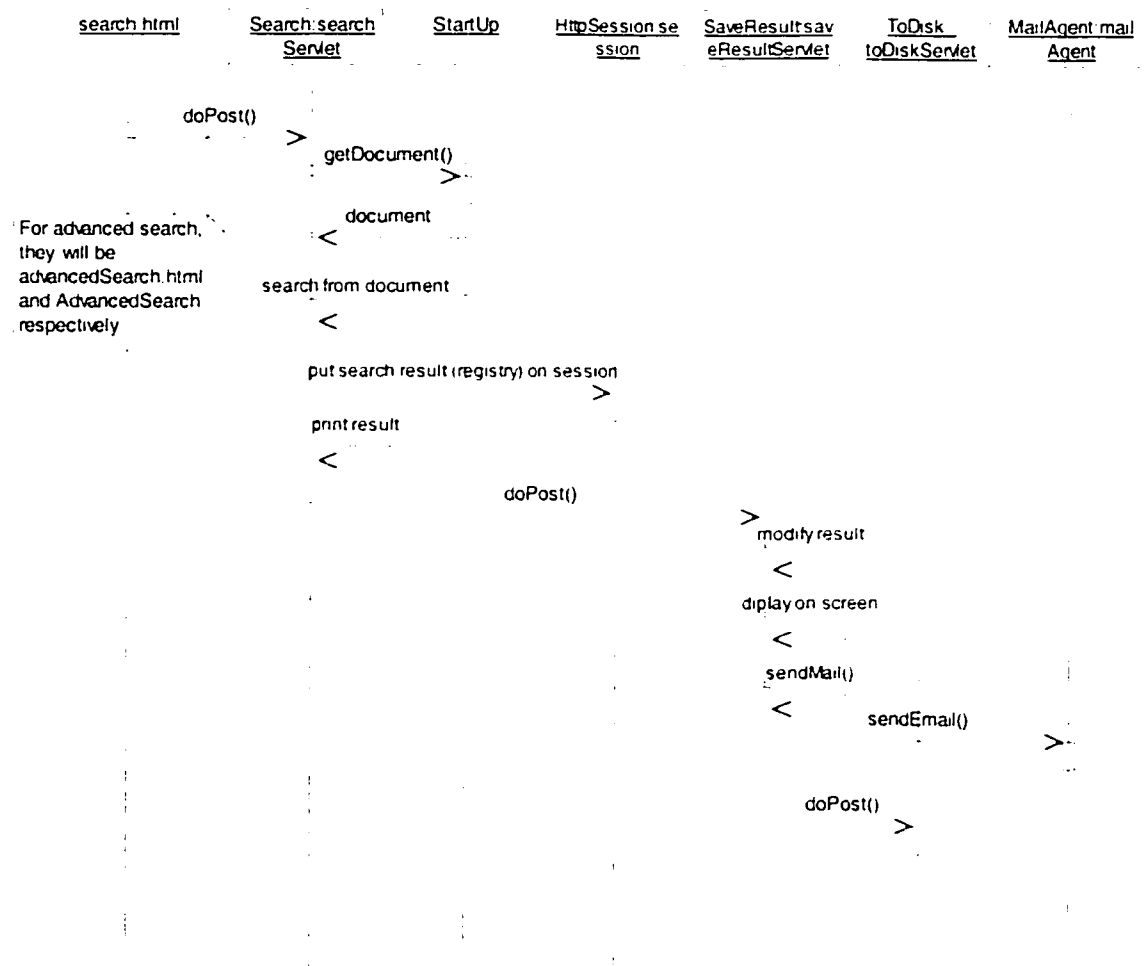 search.html
Search:search
Servlet
StartUp
HttpSession:se
ssion
SaveResult:sav
eResultServlet
ToDisk
toDiskServlet
MailAgent:mail
Agent
doPost()
getDocument()
document
For advanced search,
they will be
advancedSearch.html
and AdvancedSearch
respectively
search from document
put search result (registry) on session
print result
doPost()
modify result
diplay on screen
sendMail()
sendEmail()
doPost()